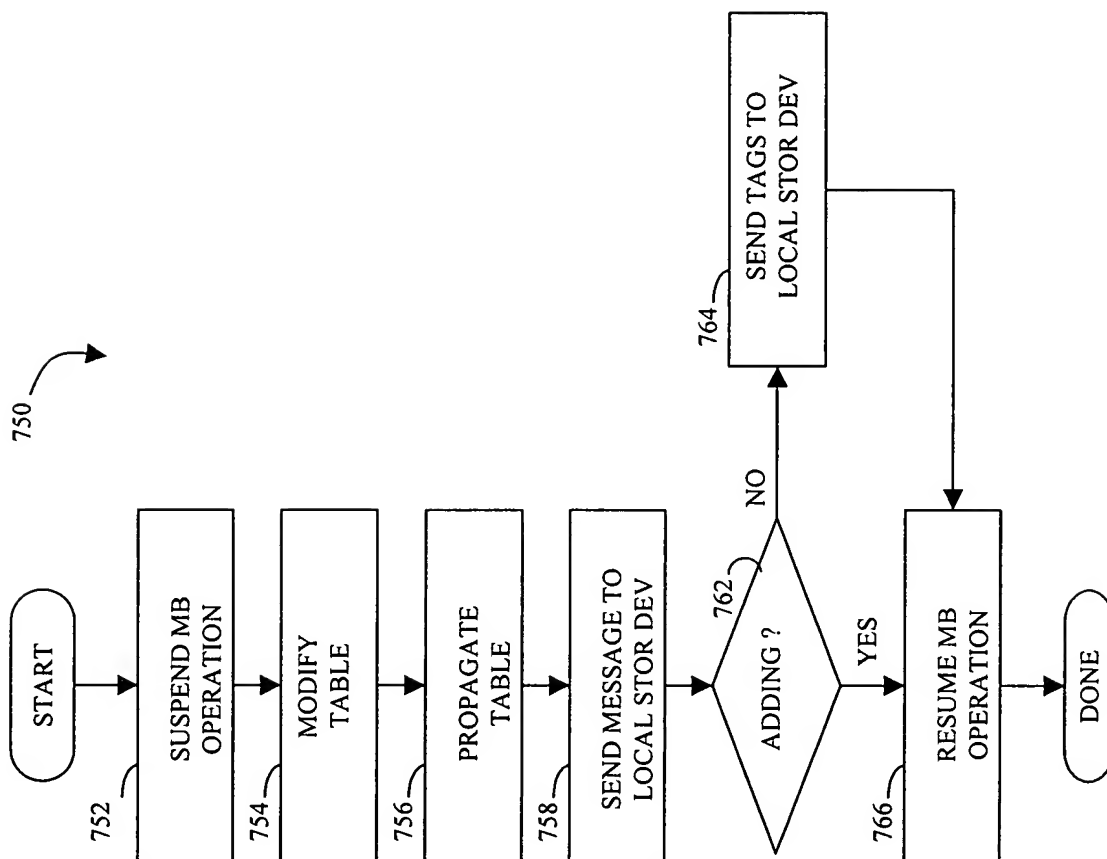 750
START
752
SUSPEND MB
OPERATION
754
MODIFY
TABLE
756
PROPAGATE
TABLE
758
SEND MESSAGE TO
LOCAL STOR DEV
762
ADDING ?
NO
764
SEND TAGS TO
LOCAL STOR DEV
YES
766
RESUME MB
OPERATION
DONE